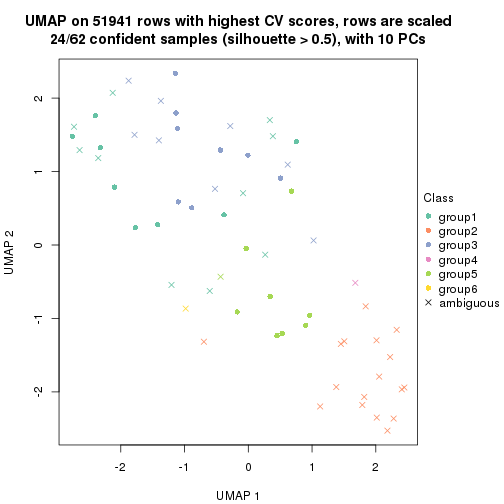 UMAP on 51941 rows with highest CV scores, rows are scaled
24/62 confident samples (silhouette > 0.5), with 10 PCs
2
1
0
-1
-2
UMAP 2
-2
-1
0
1
2
UMAP 1
Class
group1
group2
group3
group4
group5
group6
ambiguous